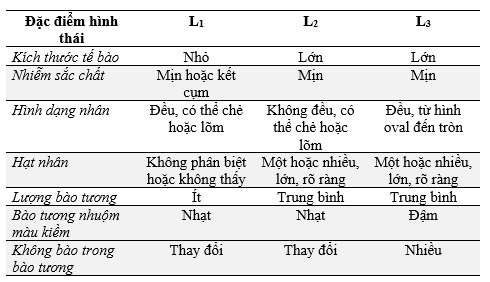 Đặc điểm hình thái L1 L2 L3
Kích thước tế bào Nhỏ Lớn Lớn
Nhiễm sắc chất Mịn hoặc kết cụm Mịn Mịn
Hình dạng nhân Đều, có thể chẻ hoặc lõm Không đều, có thể chẻ hoặc lõm Đều, từ hình oval đến tròn
Hạt nhân Không phân biệt hoặc không thấy Một hoặc nhiều, lớn, rõ ràng Một hoặc nhiều, lớn, rõ ràng
Lượng bào tương Ít Trung bình Trung bình
Bào tương nhuộm màu kiềm Nhạt Nhạt Đậm
Không bào trong bào tương Thay đổi Thay đổi Nhiều